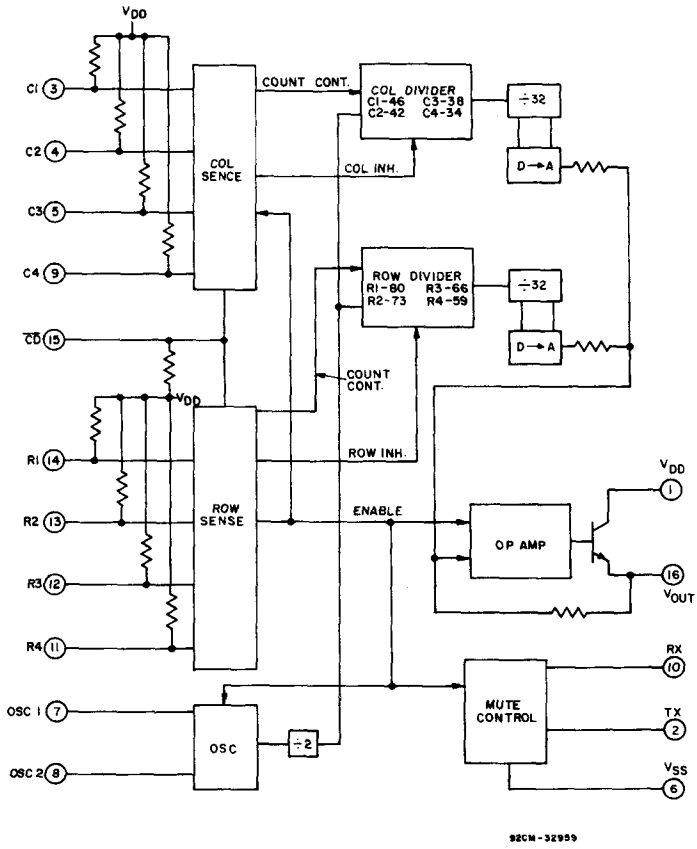 VDD
C1 3
COUNT CONT.
COL DIVIDER
C1-46 C3-38
C2-42 C4-34
÷32
C2 4
COL
SENCE
COL INH.
D→A
C3 5
C4 9
ROW DIVIDER
R1-80 R3-66
R2-73 R4-59
÷32
CD 15
D→A
COUNT
CONT.
VDD
R1 14
ROW INH.
VDD
1
ROW
SENSE
R2 13
ENABLE
OP AMP
16
VOUT
R3 12
R4 11
RX
10
MUTE
CONTROL
OSC 1 7
TX
2
OSC
÷2
OSC 2 8
VSS
6
92CM-32959